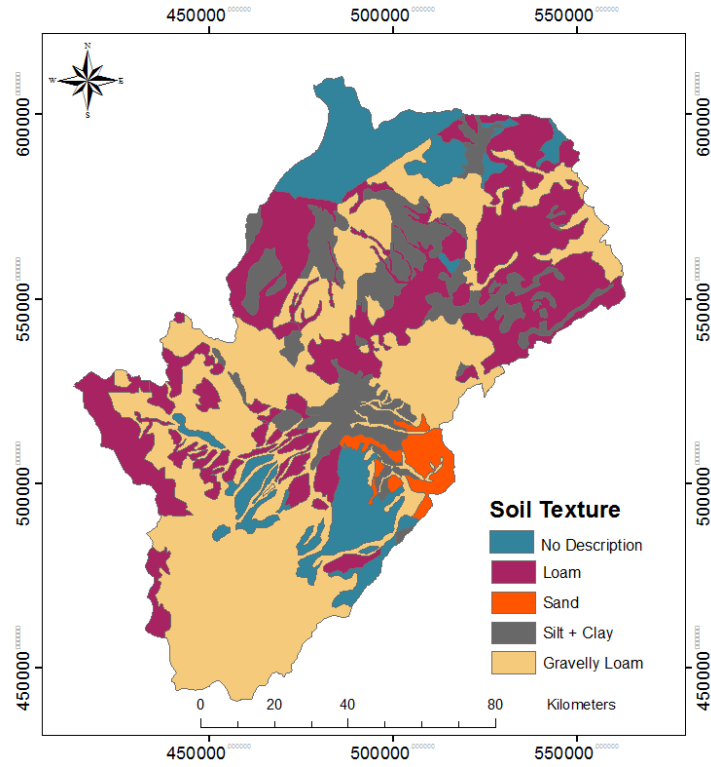 450000 500000 550000
N
W E
S
600000 600000
550000 550000
500000 500000
450000 450000
Soil Texture
No Description
Loam
Sand
Silt + Clay
Gravelly Loam
0 20 40 80 Kilometers
450000 500000 550000